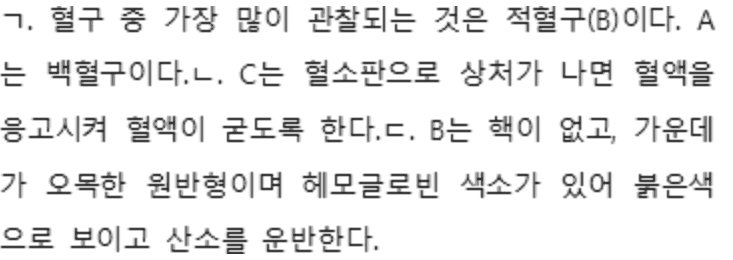 ㄱ. 혈구 중 가장 많이 관찰되는 것은 적혈구(B)이다. A
는 백혈구이다.ㄴ. C는 혈소판으로 상처가 나면 혈액을
응고시켜 혈액이 굳도록 한다.ㄷ. B는 핵이 없고, 가운데
가 오목한 원반형이며 헤모글로빈 색소가 있어 붉은색
으로 보이고 산소를 운반한다.